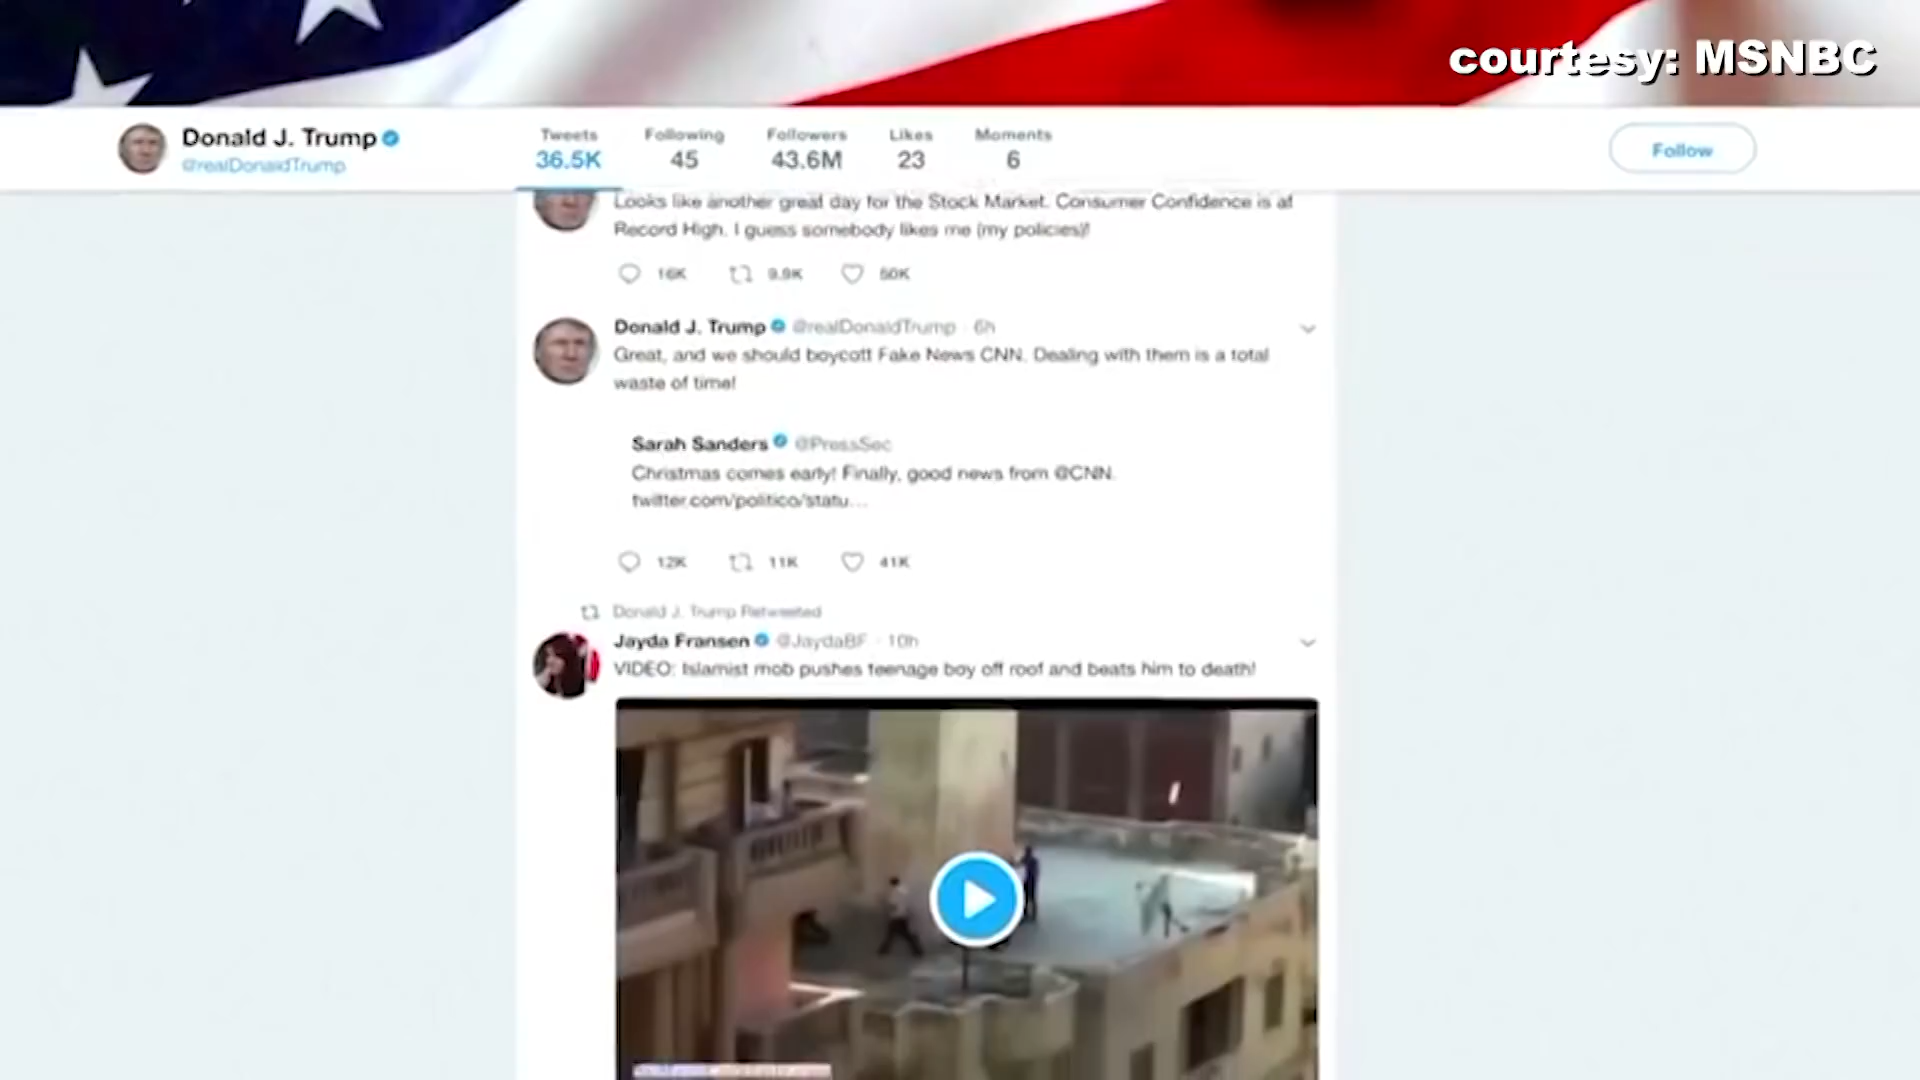 courtesy: MSNBC
Donald J. Trump
@realDonaldTrump
Tweets Following Followers Likes Moments
36.5K 45 43.6M 23 6
Follow
Looks like another great day for the Stock Market. Consumer Confidence is at
Record High. I guess somebody likes me (my policies)!
16K 9.9K 50K
Donald J. Trump @realDonaldTrump · 6h
Great, and we should boycott Fake News CNN. Dealing with them is a total
waste of time!
Sarah Sanders @PressSec
Christmas comes early! Finally, good news from @CNN.
twitter.com/politico/statu…
12K 11K 41K
Donald J. Trump Retweeted
Jayda Fransen @JaydaBF · 10h
VIDEO: Islamist mob pushes teenage boy off roof and beats him to death!